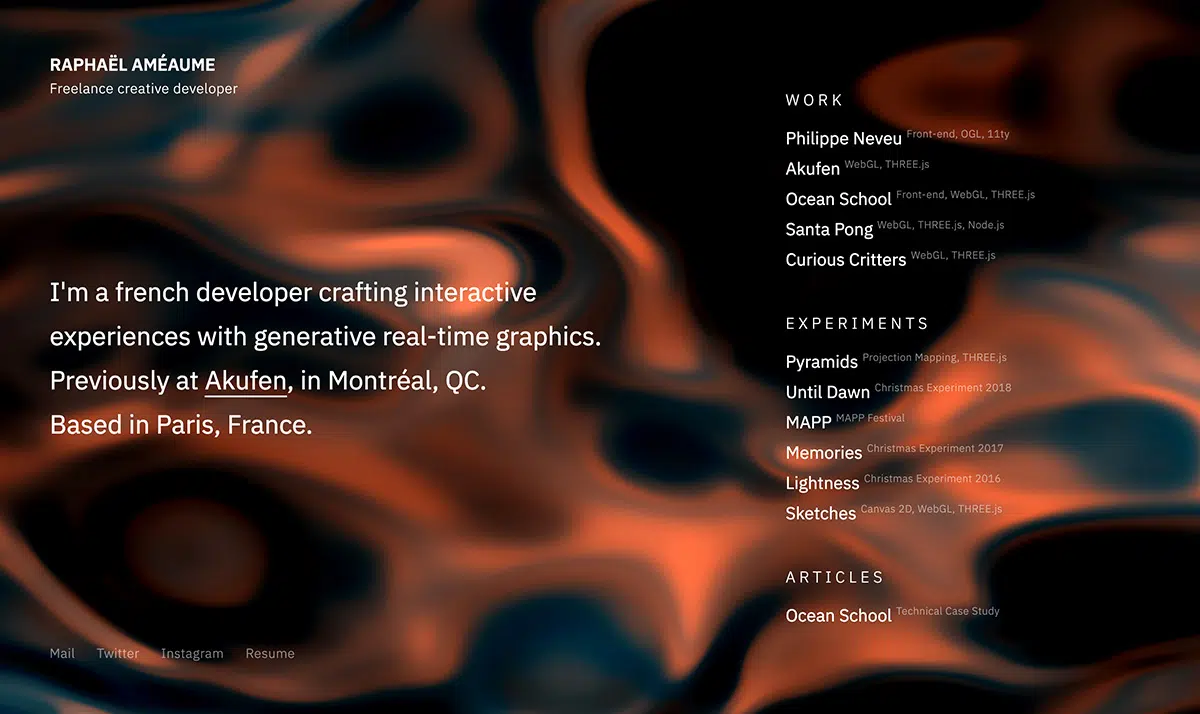 RAPHAËL AMÉAUME
Freelance creative developer
I'm a french developer crafting interactive
experiences with generative real-time graphics.
Previously at Akufen, in Montréal, QC.
Based in Paris, France.
Mail Twitter Instagram Resume
WORK
Philippe Neveu Front-end, OGL, 11ty
Akufen WebGL, THREE.js
Ocean School Front-end, WebGL, THREE.js
Santa Pong WebGL, THREE.js, Node.js
Curious Critters WebGL, THREE.js
EXPERIMENTS
Pyramids Projection Mapping, THREE.js
Until Dawn Christmas Experiment 2018
MAPP MAPP Festival
Memories Christmas Experiment 2017
Lightness Christmas Experiment 2016
Sketches Canvas 2D, WebGL, THREE.js
ARTICLES
Ocean School Technical Case Study